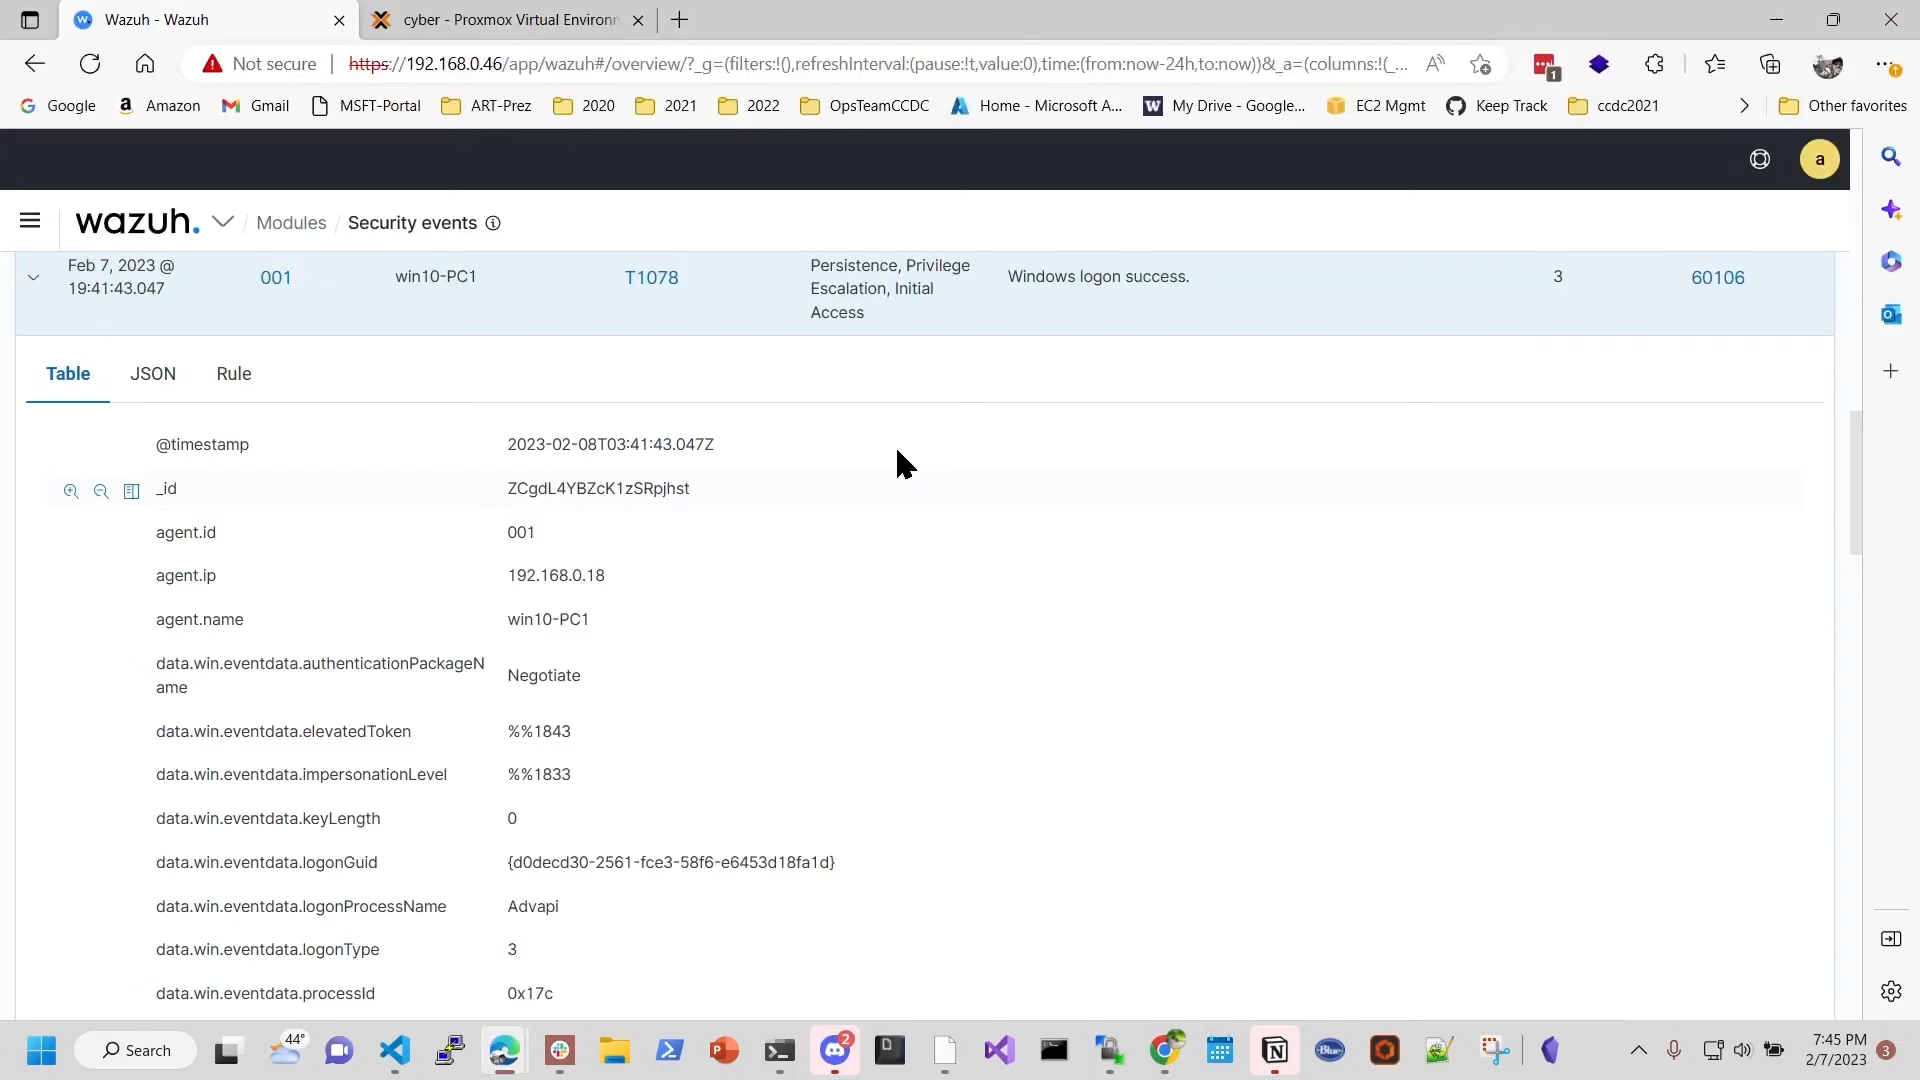 Wazuh - Wazuh
cyber - Proxmox Virtual Environm
Not secure
https://192.168.0.46/app/wazuh#/overview/?_g=(filters:!(),refreshInterval:(pause:!t,value:0),time:(from:now-24h,to:now))&_a=(columns:!(_...
1
Google
Amazon
Gmail
MSFT-Portal
ART-Prez
2020
2021
2022
OpsTeamCCDC
Home - Microsoft A...
My Drive - Google...
EC2 Mgmt
Keep Track
ccdc2021
Other favorites
a
wazuh.
/ Modules / Security events
Feb 7, 2023 @
19:41:43.047
001
win10-PC1
T1078
Persistence, Privilege
Escalation, Initial
Access
Windows logon success.
3
60106
Table
JSON
Rule
@timestamp 2023-02-08T03:41:43.047Z
_id ZCgdL4YBZcK1zSRpjhst
agent.id 001
agent.ip 192.168.0.18
agent.name win10-PC1
data.win.eventdata.authenticationPackageN
ame
Negotiate
data.win.eventdata.elevatedToken %%1843
data.win.eventdata.impersonationLevel %%1833
data.win.eventdata.keyLength 0
data.win.eventdata.logonGuid {d0decd30-2561-fce3-58f6-e6453d18fa1d}
data.win.eventdata.logonProcessName Advapi
data.win.eventdata.logonType 3
data.win.eventdata.processId 0x17c
Search
44°
2
Blue
7:45 PM
2/7/2023
3